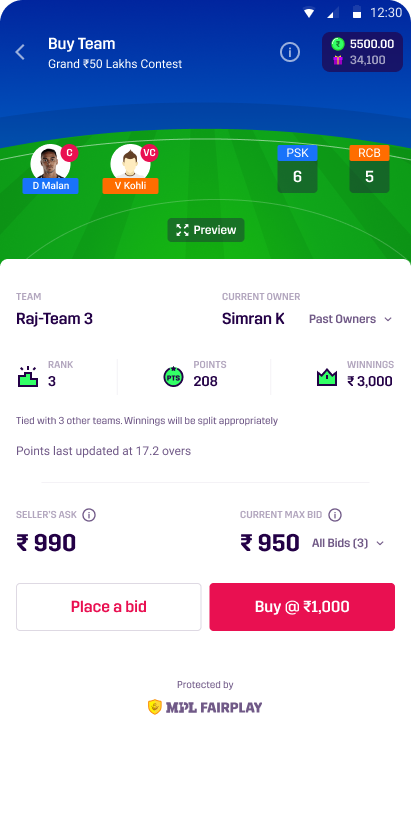 12:30
Buy Team
Grand ₹50 Lakhs Contest
i
₹ 5500.00
34,100
C
VC
D Malan
V Kohli
PSK
6
RCB
5
Preview
TEAM
Raj-Team 3
CURRENT OWNER
Simran K
Past Owners
RANK
3
PTS
POINTS
208
WINNINGS
₹ 3,000
Tied with 3 other teams. Winnings will be split appropriately
Points last updated at 17.2 overs
SELLER'S ASK i
₹ 990
CURRENT MAX BID i
₹ 950
All Bids (3)
Place a bid
Buy @ ₹1,000
Protected by
MPL FAIRPLAY